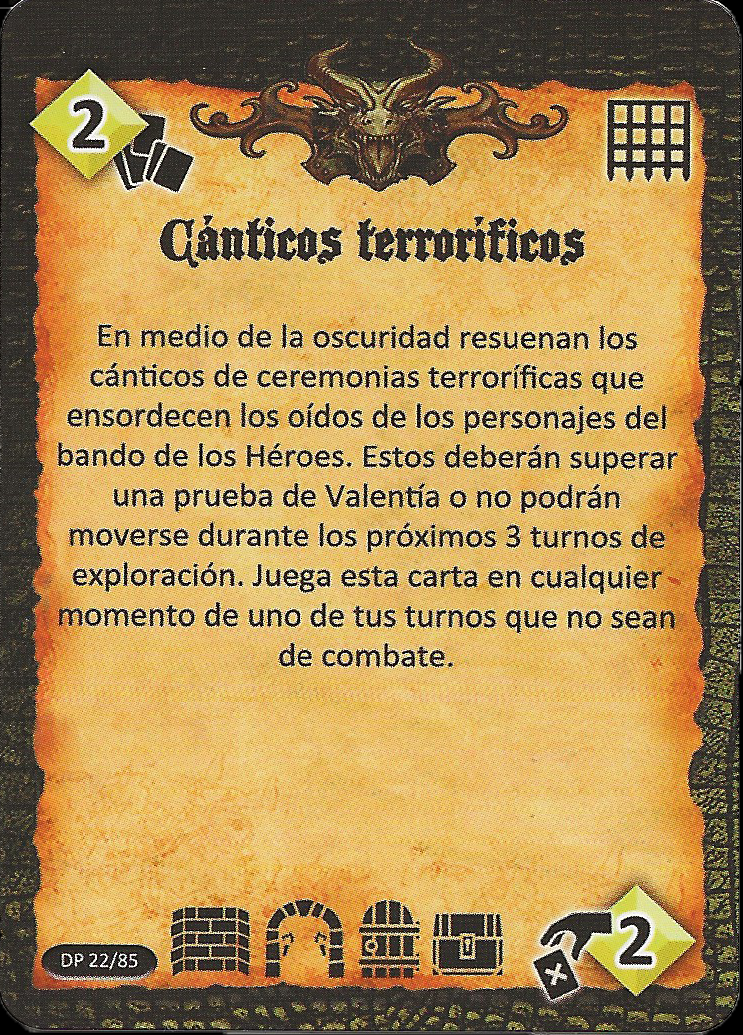 2
Cánticos terroríficos
En medio de la oscuridad resuenan los
cánticos de ceremonias terroríficas que
ensordecen los oídos de los personajes del
bando de los Héroes. Estos deberán superar
una prueba de Valentía o no podrán
moverse durante los próximos 3 turnos de
exploración. Juega esta carta en cualquier
momento de uno de tus turnos que no sean
de combate.
DP 22/85
2